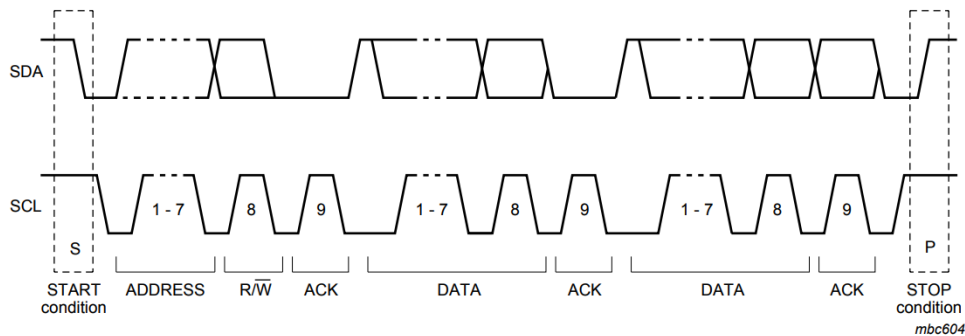 SDA
SCL
1 - 7 8 9 1 - 7 8 9 1 - 7 8 9
S P
START condition ADDRESS R/W̅ ACK DATA ACK DATA ACK STOP condition
mbc604